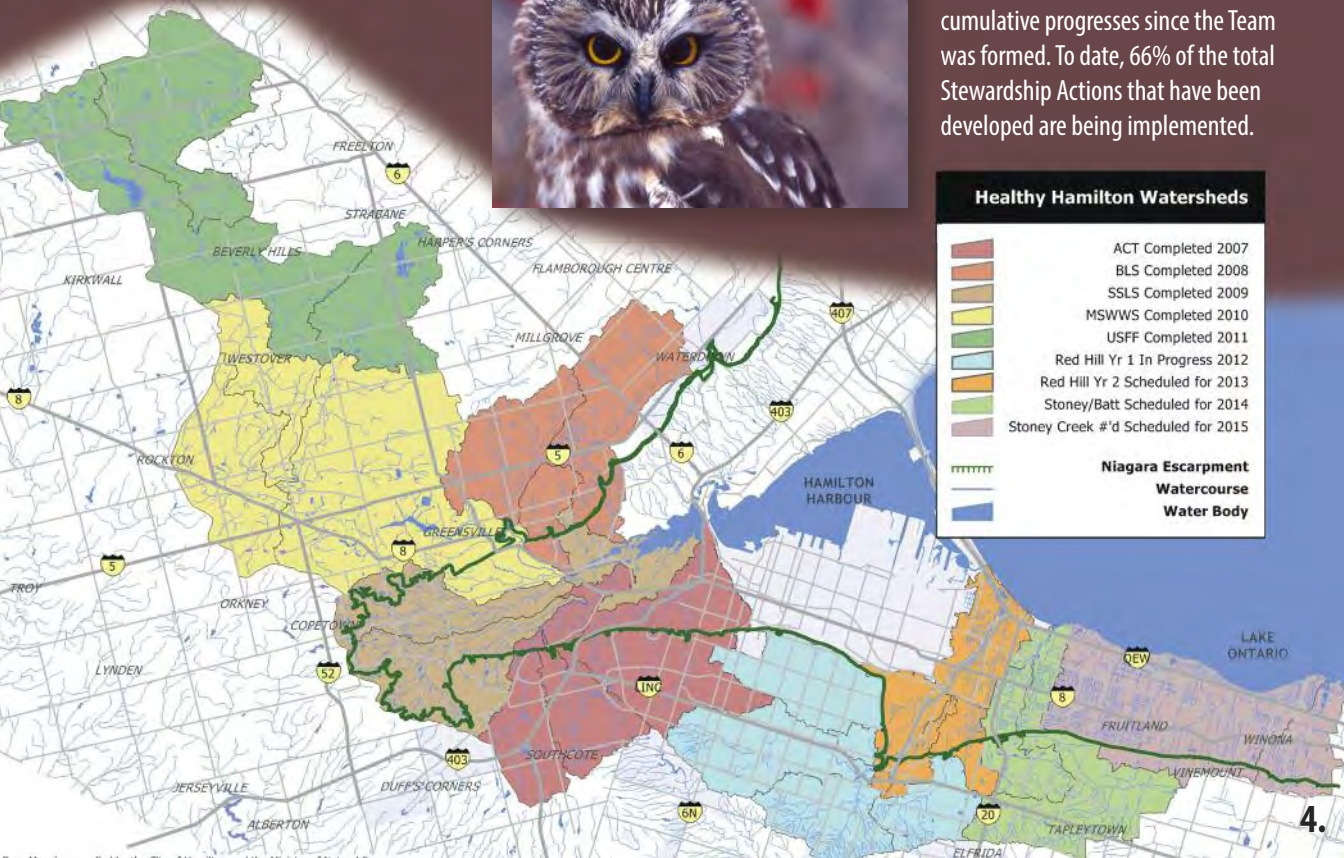 cumulative progresses since the Team
was formed. To date, 66% of the total
Stewardship Actions that have been
developed are being implemented.
Healthy Hamilton Watersheds
ACT Completed 2007
BLS Completed 2008
SSLS Completed 2009
MSWWS Completed 2010
USFF Completed 2011
Red Hill Yr 1 In Progress 2012
Red Hill Yr 2 Scheduled for 2013
Stoney/Batt Scheduled for 2014
Stoney Creek #'d Scheduled for 2015
Niagara Escarpment
Watercourse
Water Body
FREELTON
6
STRABANE
BEVERLY HILLS
HARPER'S CORNERS
FLAMBOROUGH CENTRE
KIRKWALL
407
MILLGROVE
WESTOVER
WATERDOWN
8
403
5
6
ROCKTON
HAMILTON
HARBOUR
GREENSVILLE
8
5
TROY
ORKNEY
COPETOWN
LAKE
ONTARIO
QEW
52
LYNDEN
LINC
8
FRUITLAND
WINONA
SOUTHCOTE
403
VINEMOUNT
JERSEYVILLE
DUFF'S CORNERS
6N
20
ALBERTON
TAPLEYTOWN
4.
ELFRIDA